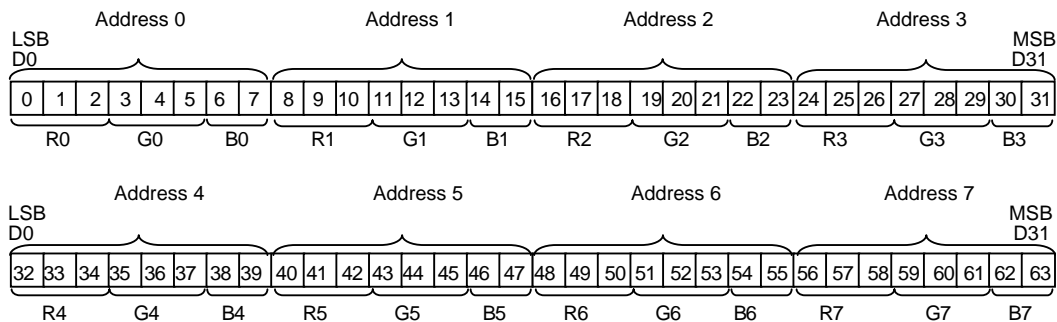 Address 0 Address 1 Address 2 Address 3
LSB MSB
D0 D31
0 1 2 3 4 5 6 7 8 9 10 11 12 13 14 15 16 17 18 19 20 21 22 23 24 25 26 27 28 29 30 31
R0 G0 B0 R1 G1 B1 R2 G2 B2 R3 G3 B3
Address 4 Address 5 Address 6 Address 7
LSB MSB
D0 D31
32 33 34 35 36 37 38 39 40 41 42 43 44 45 46 47 48 49 50 51 52 53 54 55 56 57 58 59 60 61 62 63
R4 G4 B4 R5 G5 B5 R6 G6 B6 R7 G7 B7